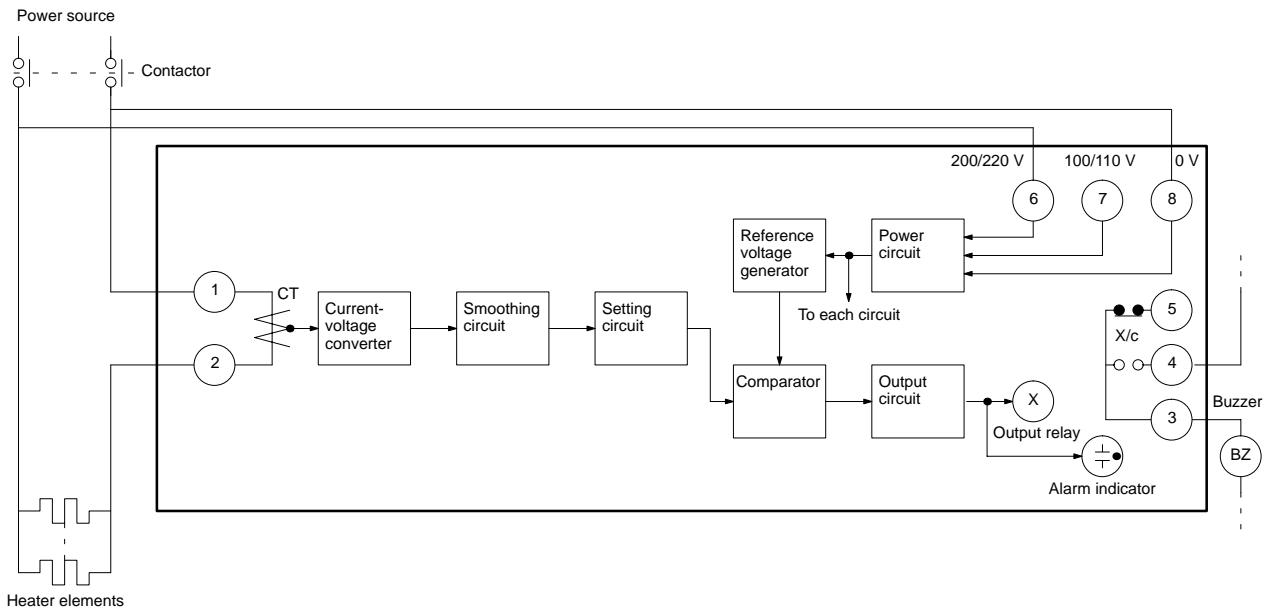 Power source
Contactor
200/220 V
100/110 V
0 V
6
7
8
Reference
voltage
generator
Power
circuit
1
CT
Current-
voltage
converter
Smoothing
circuit
Setting
circuit
To each circuit
5
X/c
2
4
Comparator
Output
circuit
X
3
Buzzer
Output relay
BZ
Alarm indicator
Heater elements